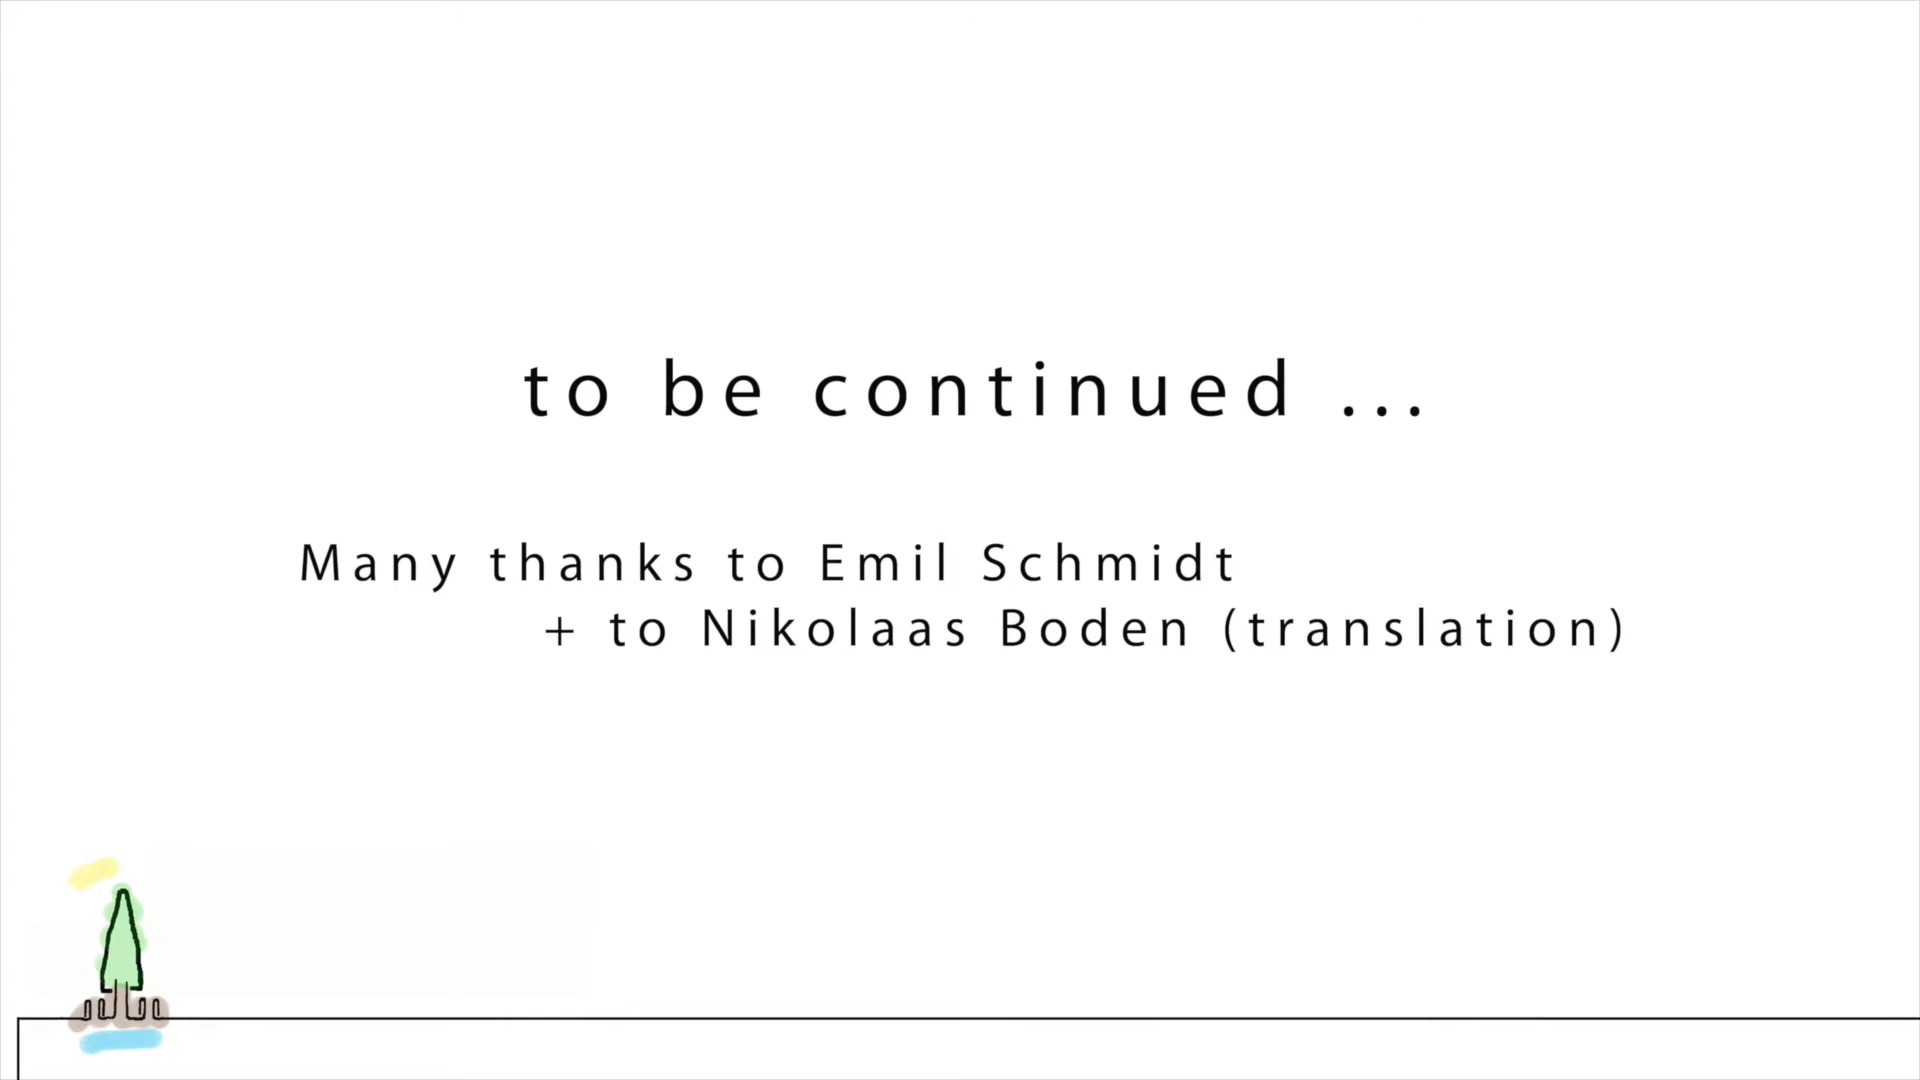 to be continued ...
Many thanks to Emil Schmidt
+ to Nikolaas Boden (translation)